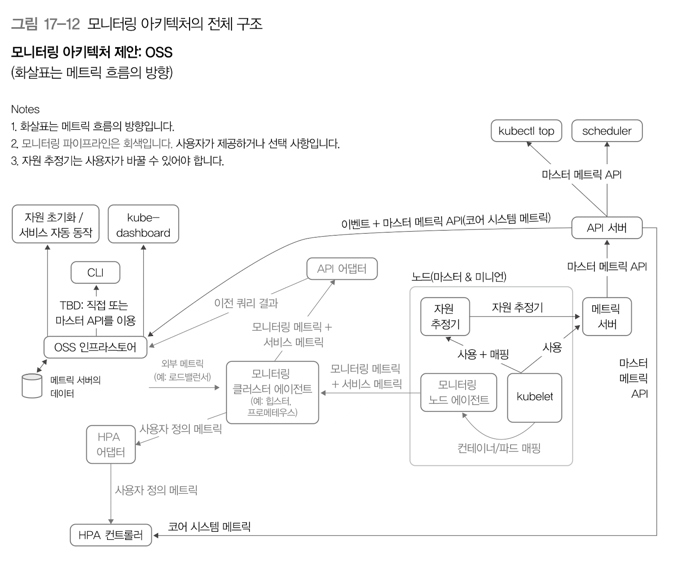 그림 17-12 모니터링 아키텍처의 전체 구조
모니터링 아키텍처 제안: OSS
(화살표는 메트릭 흐름의 방향)
Notes
1. 화살표는 메트릭 흐름의 방향입니다.
2. 모니터링 파이프라인은 회색입니다. 사용자가 제공하거나 선택 사항입니다.
3. 자원 추정기는 사용자가 바꿀 수 있어야 합니다.
kubectl top
scheduler
마스터 메트릭 API
자원 초기화 /
서비스 자동 동작
kube-
dashboard
이벤트 + 마스터 메트릭 API(코어 시스템 메트릭)
API 서버
CLI
API 어댑터
노드(마스터 & 미니언)
마스터 메트릭 API
TBD: 직접 또는
마스터 API를 이용
이전 쿼리 결과
자원
추정기
자원 추정기
메트릭
서버
OSS 인프라스토어
모니터링 메트릭 +
서비스 메트릭
사용 + 매핑
사용
메트릭 서버의
데이터
외부 메트릭
(예: 로드밸런서)
모니터링
클러스터 에이전트
(예: 힙스터,
프로메테우스)
모니터링 메트릭
+ 서비스 메트릭
모니터링
노드 에이전트
kubelet
마스터
메트릭
API
사용자 정의 메트릭
HPA
어댑터
컨테이너/파드 매핑
사용자 정의 메트릭
HPA 컨트롤러
코어 시스템 메트릭